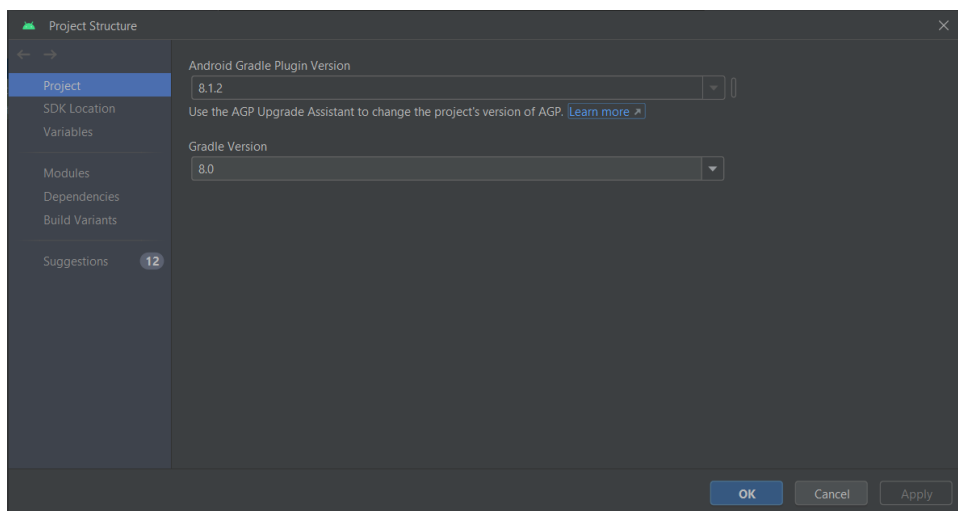 Project Structure
Project
SDK Location
Variables
Modules
Dependencies
Build Variants
Suggestions 12
Android Gradle Plugin Version
8.1.2
Use the AGP Upgrade Assistant to change the project's version of AGP. Learn more
Gradle Version
8.0
OK Cancel Apply